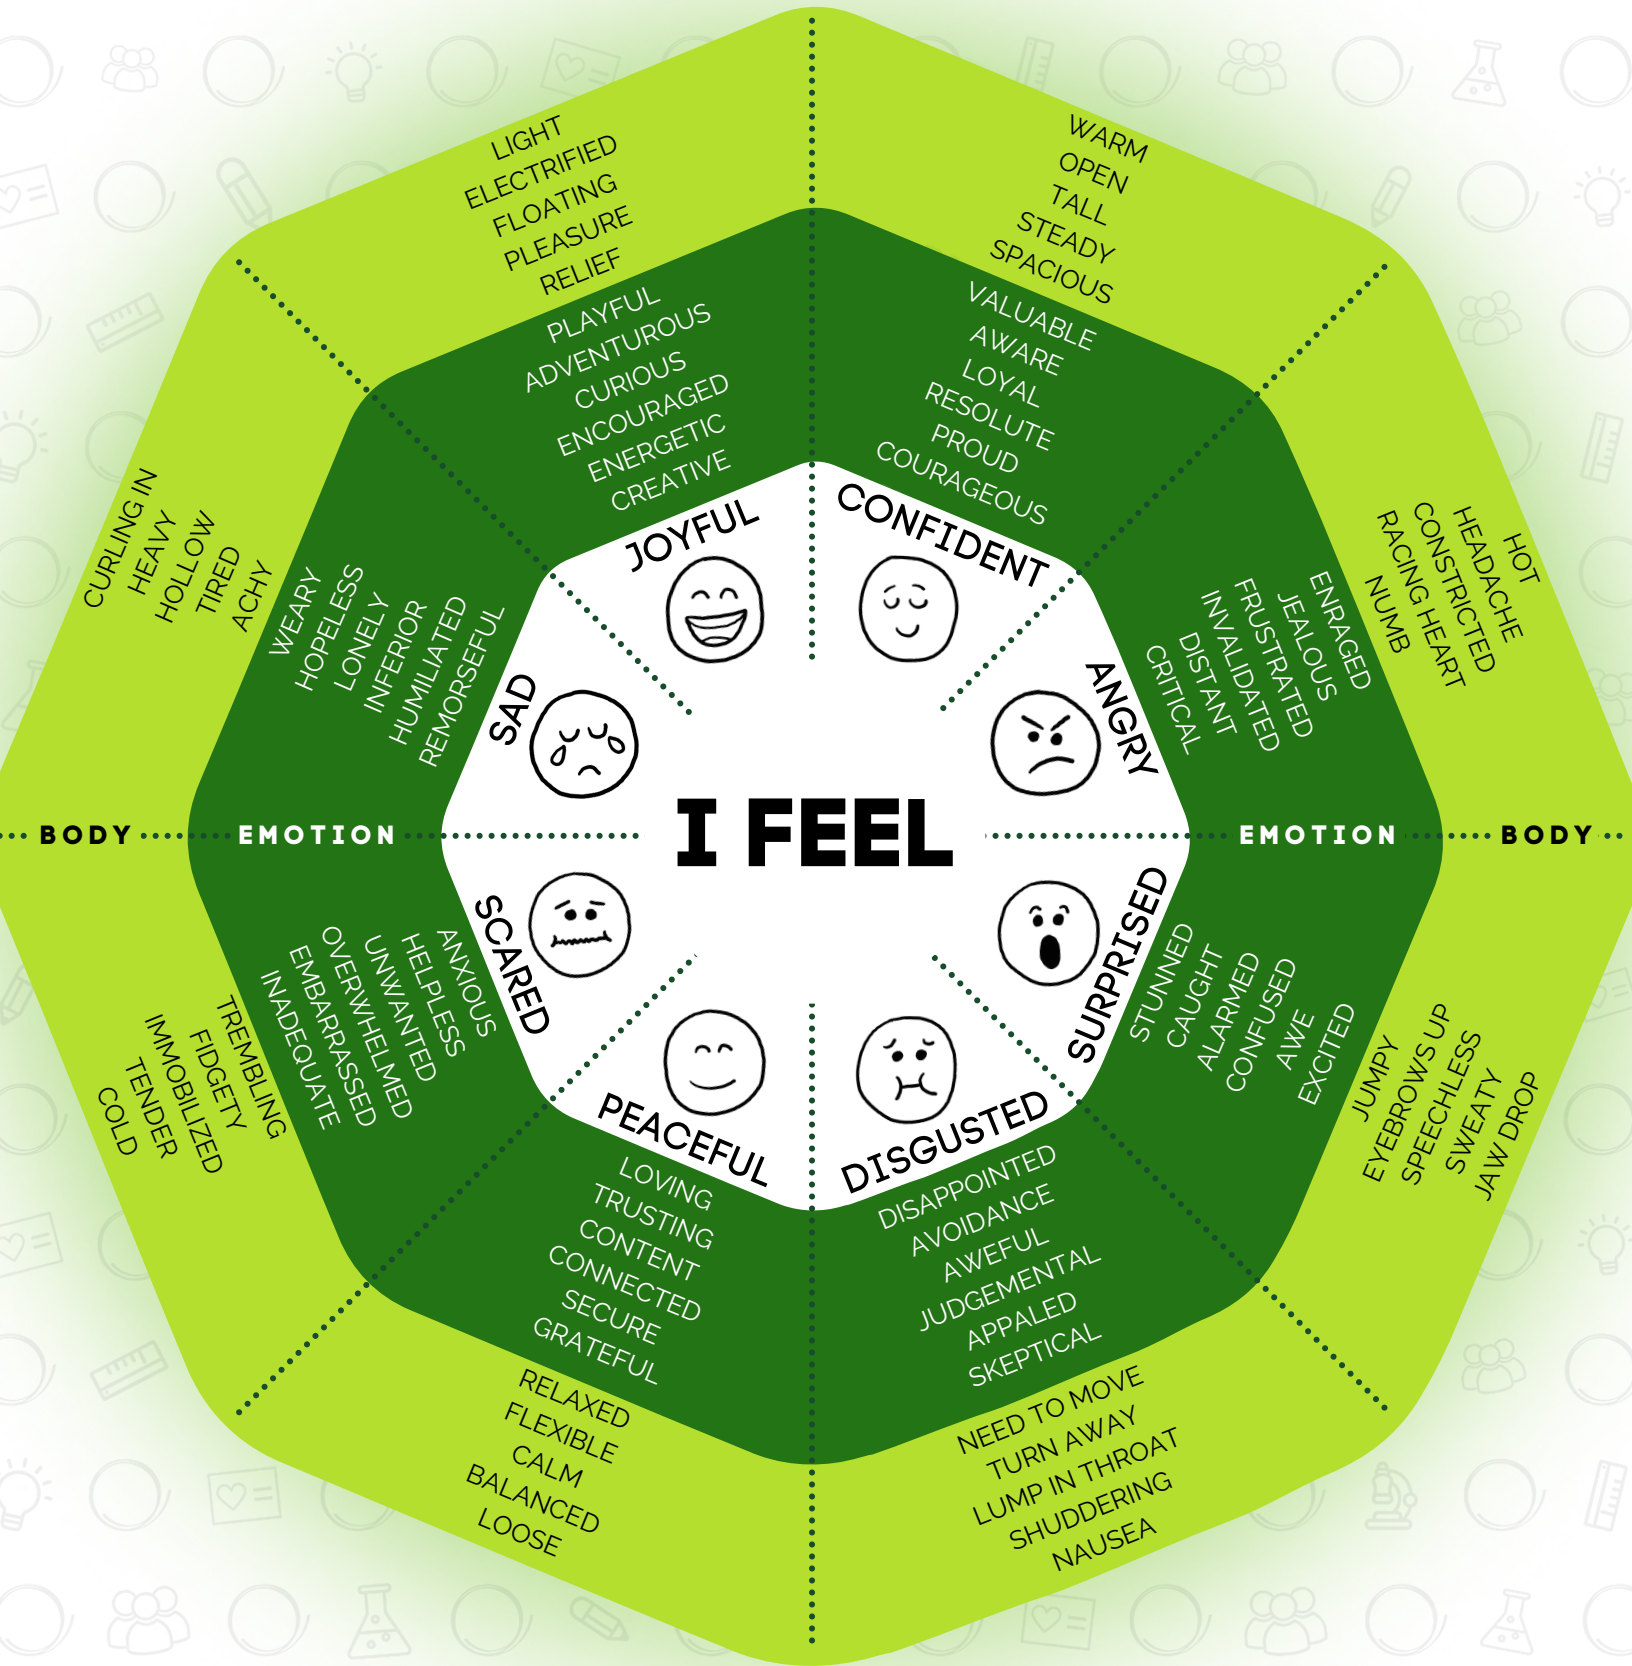 I FEEL
JOYFUL
PLAYFUL
ADVENTUROUS
CURIOUS
ENCOURAGED
ENERGETIC
CREATIVE
LIGHT
ELECTRIFIED
FLOATING
PLEASURE
RELIEF
CONFIDENT
VALUABLE
AWARE
LOYAL
RESOLUTE
PROUD
COURAGEOUS
WARM
OPEN
TALL
STEADY
SPACIOUS
ANGRY
ENRAGED
JEALOUS
FRUSTRATED
INVALIDATED
DISTANT
CRITICAL
HOT
HEADACHE
CONSTRICTED
RACING HEART
NUMB
EMOTION
BODY
SURPRISED
STUNNED
CAUGHT
ALARMED
CONFUSED
AWE
EXCITED
JUMPY
EYEBROWS UP
SPEECHLESS
SWEATY
JAW DROP
DISGUSTED
DISAPPOINTED
AVOIDANCE
AWEFUL
JUDGEMENTAL
APPALED
SKEPTICAL
NEED TO MOVE
TURN AWAY
LUMP IN THROAT
SHUDDERING
NAUSEA
PEACEFUL
LOVING
TRUSTING
CONTENT
CONNECTED
SECURE
GRATEFUL
RELAXED
FLEXIBLE
CALM
BALANCED
LOOSE
SCARED
ANXIOUS
HELPLESS
UNWANTED
OVERWHELMED
EMBARRASSED
INADEQUATE
TREMBLING
FIDGETY
IMMOBILIZED
TENDER
COLD
BODY
EMOTION
SAD
WEARY
HOPELESS
LONELY
INFERIOR
HUMILIATED
REMORSEFUL
CURLING IN
HEAVY
HOLLOW
TIRED
ACHY